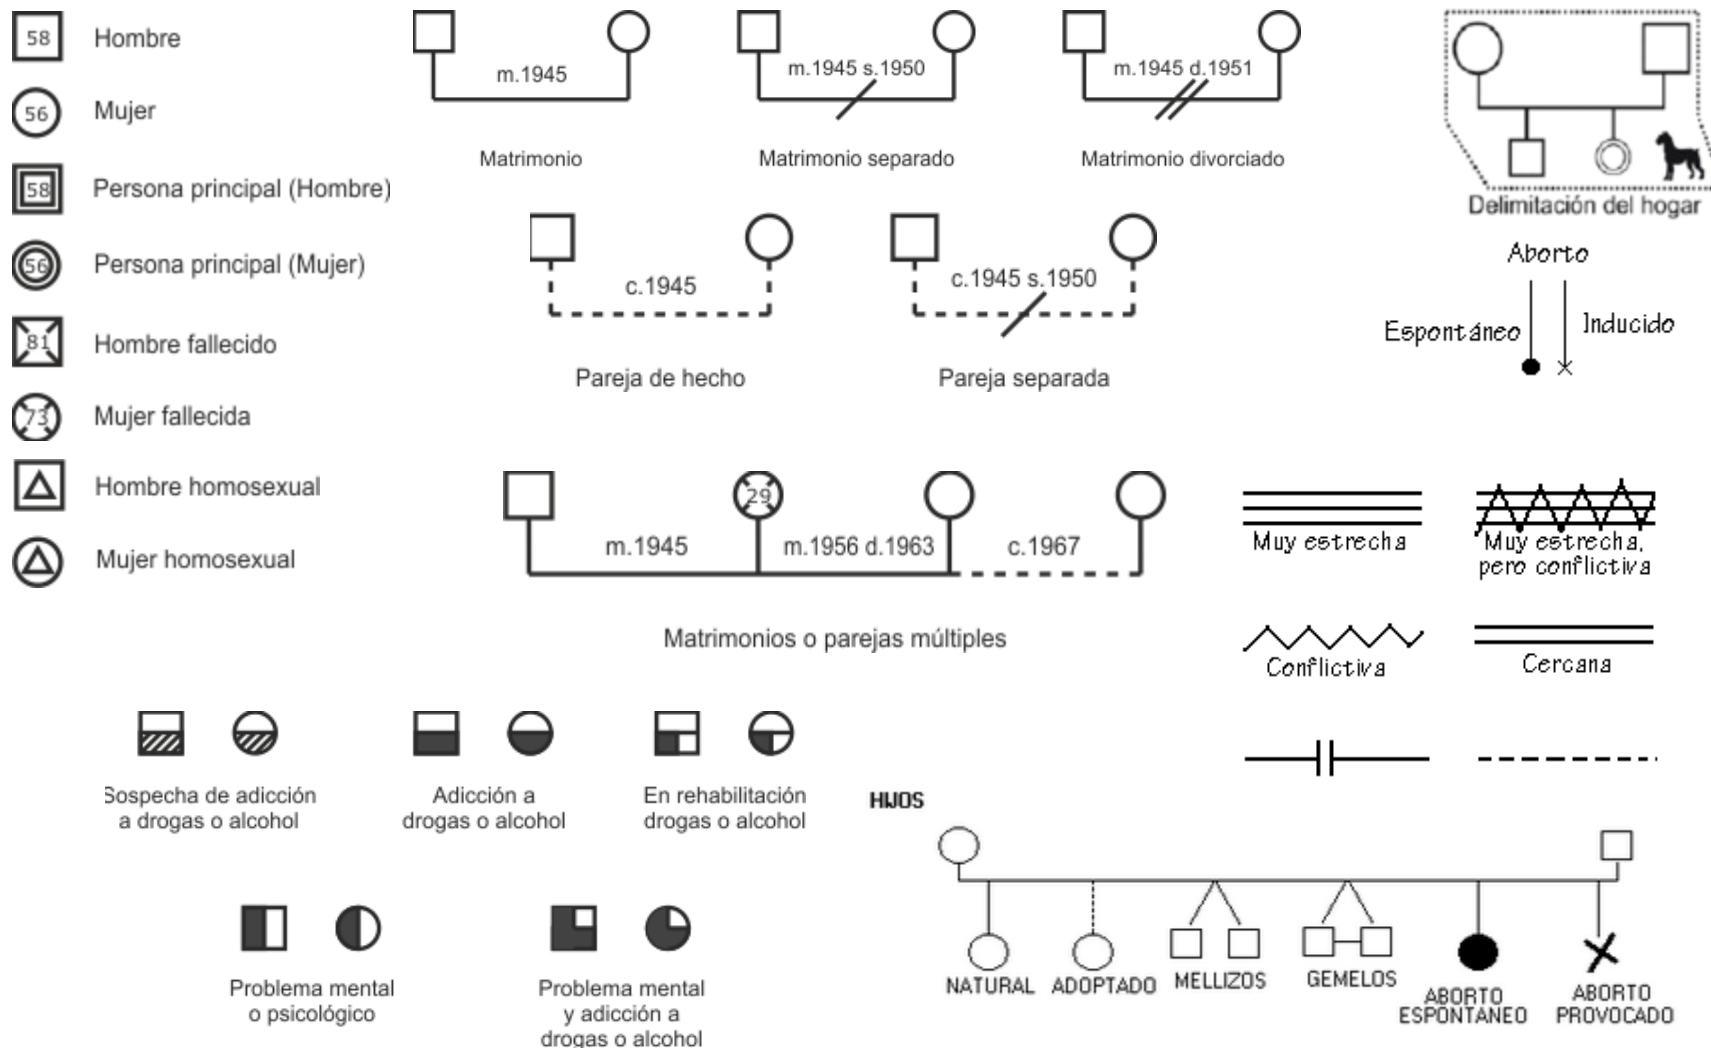 58 Hombre
56 Mujer
58 Persona principal (Hombre)
56 Persona principal (Mujer)
81 Hombre fallecido
73 Mujer fallecida
Hombre homosexual
Mujer homosexual
m.1945
Matrimonio
m.1945 s.1950
Matrimonio separado
m.1945 d.1951
Matrimonio divorciado
Delimitación del hogar
c.1945
Pareja de hecho
c.1945 s.1950
Pareja separada
Aborto
Espontáneo
Inducido
29
m.1945
m.1956 d.1963
c.1967
Matrimonios o parejas múltiples
Muy estrecha
Muy estrecha,
pero conflictiva
Conflictiva
Cercana
Sospecha de adicción
a drogas o alcohol
Adicción a
drogas o alcohol
En rehabilitación
drogas o alcohol
Problema mental
o psicológico
Problema mental
y adicción a
drogas o alcohol
HIJOS
NATURAL
ADOPTADO
MELLIZOS
GEMELOS
ABORTO
ESPONTANEO
ABORTO
PROVOCADO